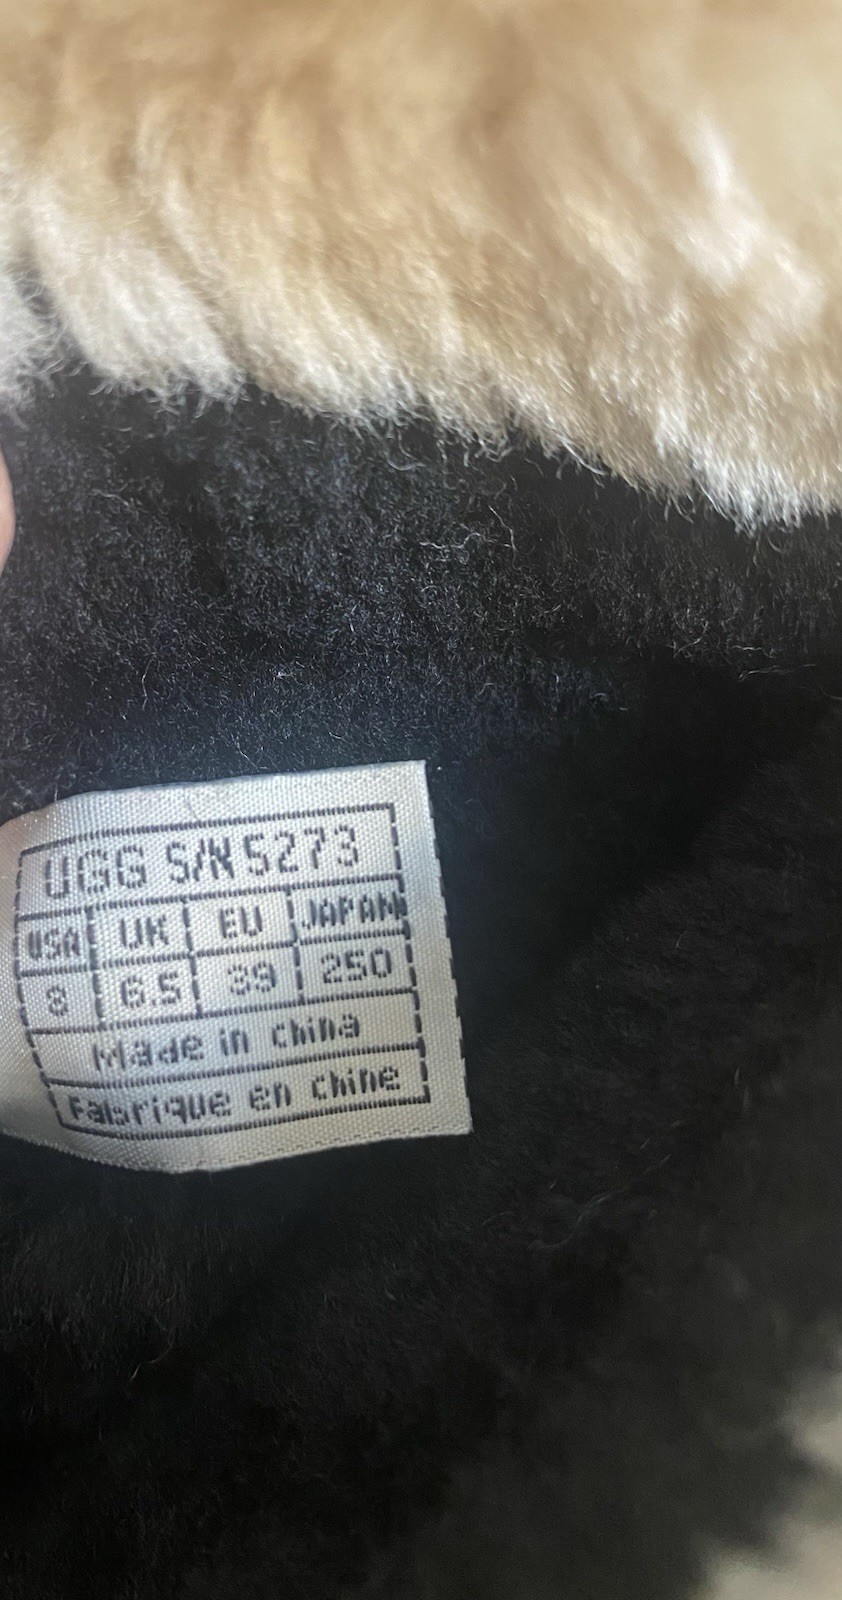 UGG S/N 5273
USA UK EU JAPAN
8 6.5 39 250
Made in china
Fabrique en chine